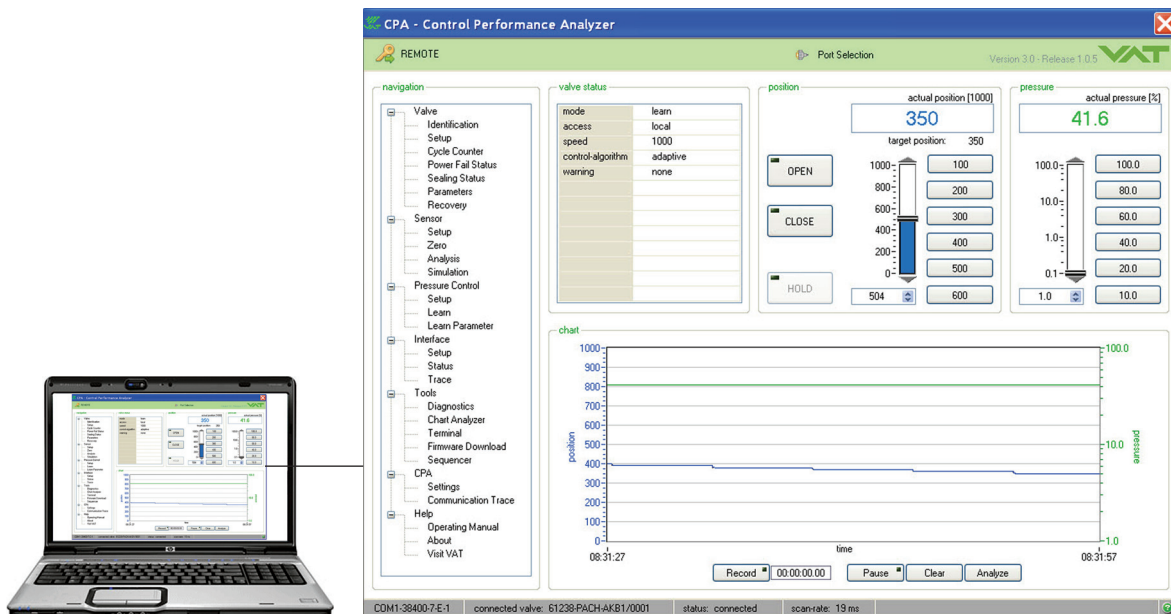 CPA - Control Performance Analyzer
REMOTE
Port Selection
Version 3.0 - Release 1.0.5
VAT
navigation
Valve
Identification
Setup
Cycle Counter
Power Fail Status
Sealing Status
Parameters
Recovery
Sensor
Setup
Zero
Analysis
Simulation
Pressure Control
Setup
Learn
Learn Parameter
Interface
Setup
Status
Trace
Tools
Diagnostics
Chart Analyzer
Terminal
Firmware Download
Sequencer
CPA
Settings
Communication Trace
Help
Operating Manual
About
Visit VAT
valve status
mode learn
access local
speed 1000
control-algorithm adaptive
warning none
position
actual position [1000]
350
target position: 350
OPEN
CLOSE
HOLD
1000
800
600
400
200
0
504
100
200
300
400
500
600
pressure
actual pressure [%]
41.6
100.0
10.0
1.0
0.1
1.0
100.0
80.0
60.0
40.0
20.0
10.0
chart
position
1000
900
800
700
600
500
400
300
200
100
0
pressure
100.0
10.0
1.0
08:31:27
time
08:31:57
Record 00:00:00.00 Pause Clear Analyze
COM1-38400-7-E-1 connected valve: 61238-PACH-AKB1/0001 status: connected scan-rate: 19 ms